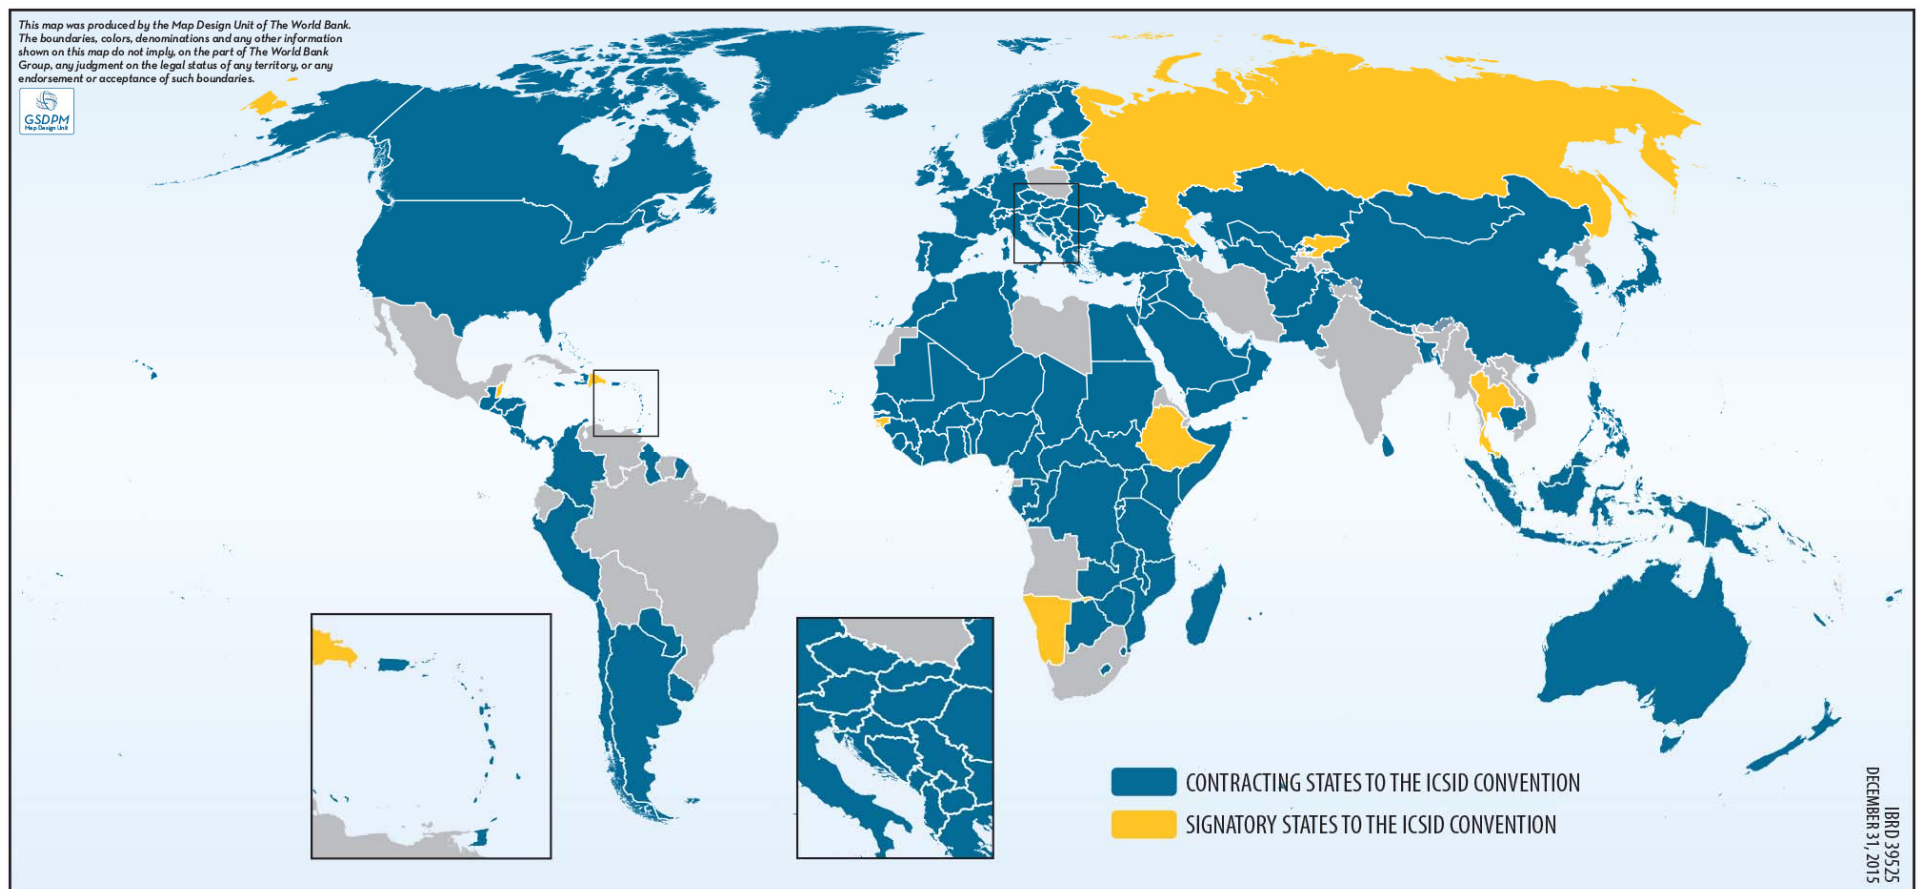 This map was produced by the Map Design Unit of The World Bank.
The boundaries, colors, denominations and any other information
shown on this map do not imply, on the part of The World Bank
Group, any judgment on the legal status of any territory, or any
endorsement or acceptance of such boundaries.
GSDPM
Map Design Unit
CONTRACTING STATES TO THE ICSID CONVENTION
SIGNATORY STATES TO THE ICSID CONVENTION
IBRD 39525
DECEMBER 31, 2015